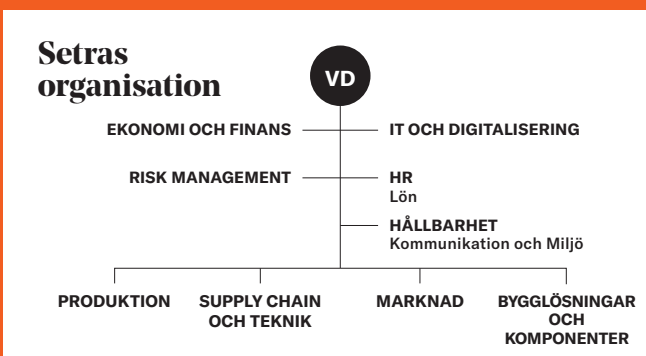 Setras
organisation
VD
EKONOMI OCH FINANS
IT OCH DIGITALISERING
RISK MANAGEMENT
HR
Lön
HÅLLBARHET
Kommunikation och Miljö
PRODUKTION
SUPPLY CHAIN
OCH TEKNIK
MARKNAD
BYGGLÖSNINGAR
OCH
KOMPONENTER